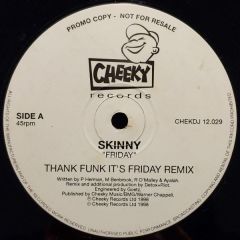 PROMO COPY - NOT FOR RESALE
CHEEKY
records
SIDE A
45rpm
CHEKDJ 12.029
SKINNY
"FRIDAY"
THANK FUNK IT'S FRIDAY REMIX
Written by P Herman, M Benbrook, R O'Malley & Ayalah
Remix and additional production by Detox+Riot.
Engineered by Goetz.
Published by Cheeky Music/BMG/Warner Chappell.
Ⓟ Cheeky Records Ltd 1998
© Cheeky Records Ltd 1998